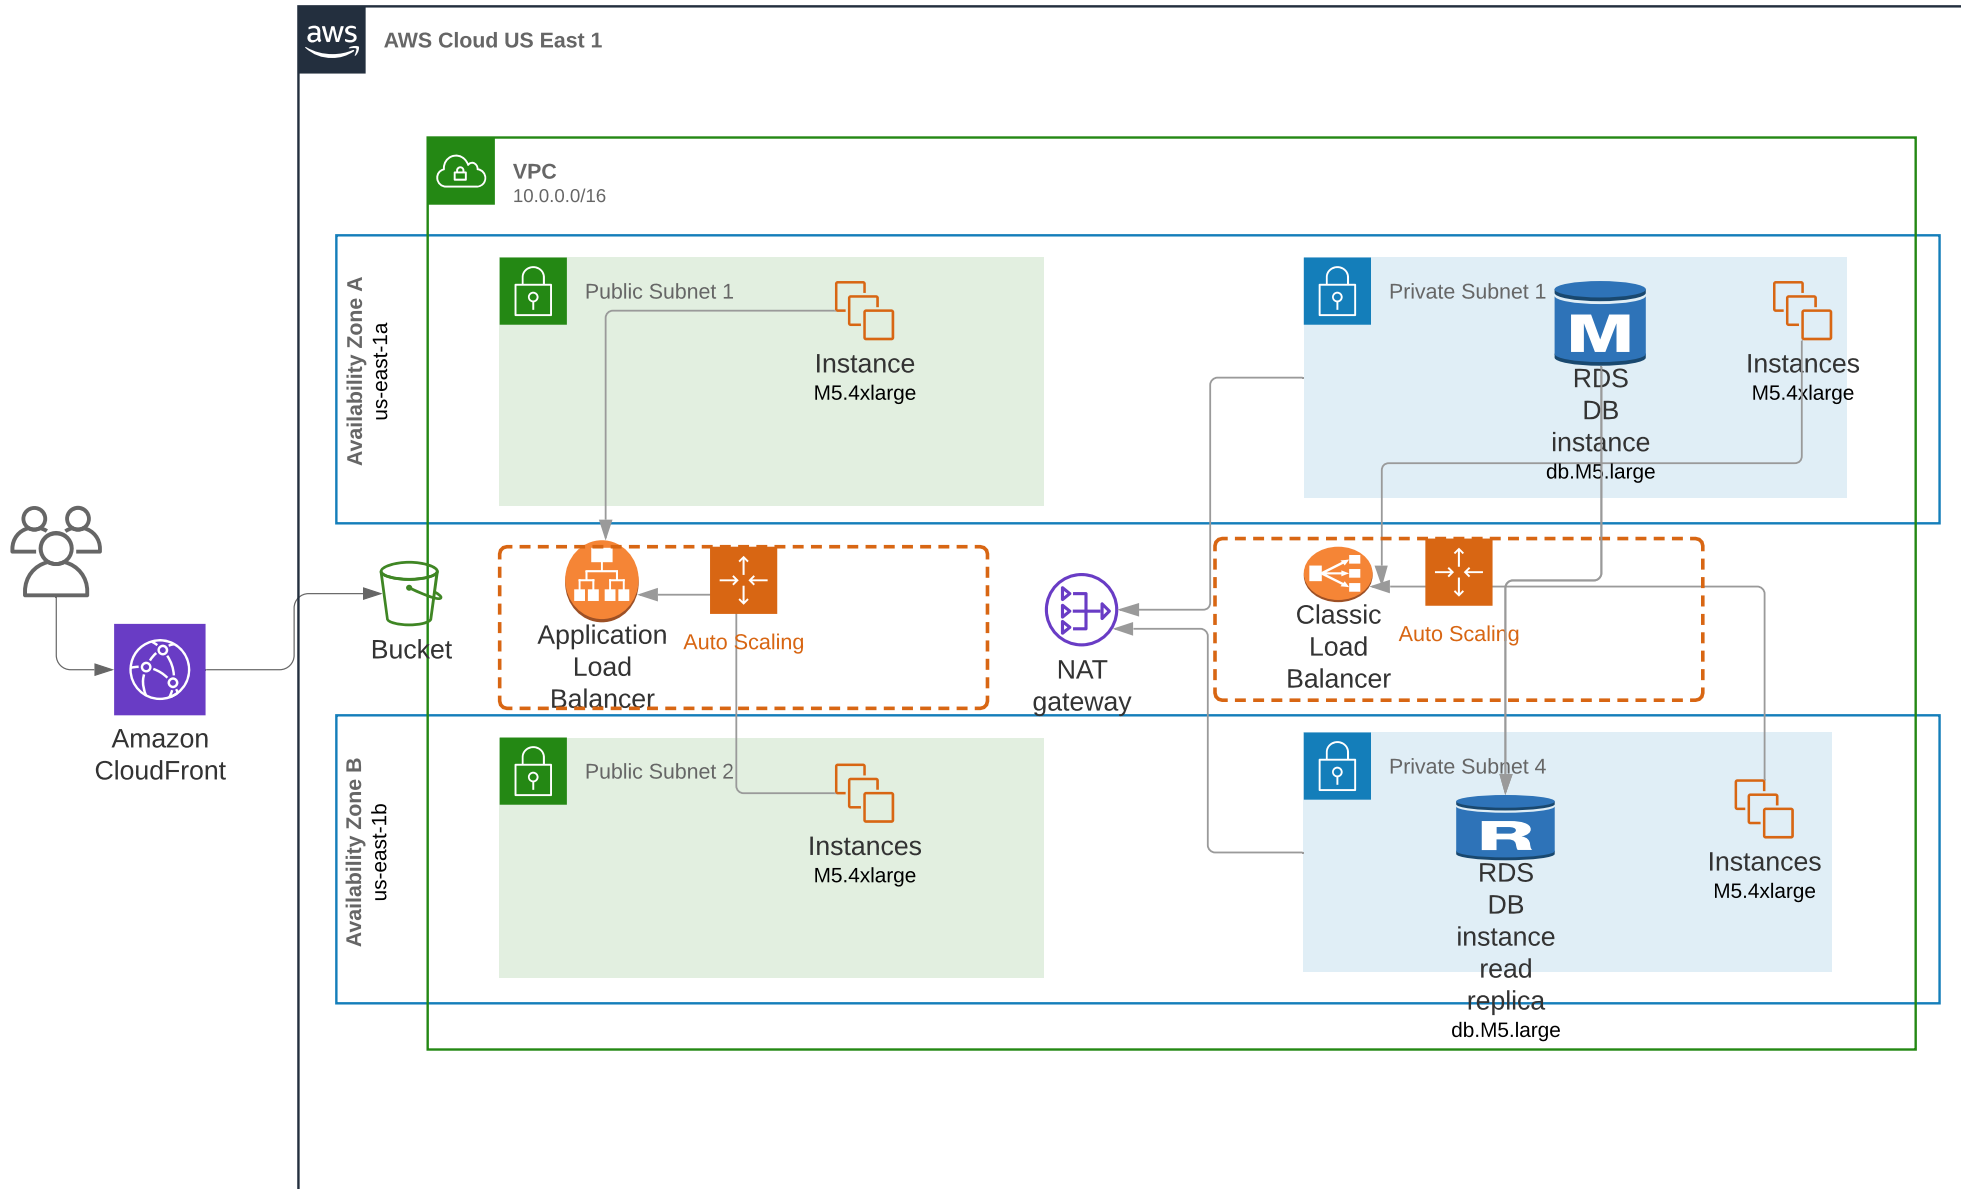 aws
AWS Cloud US East 1
VPC
10.0.0.0/16
Availability Zone A
us-east-1a
Public Subnet 1
Instance
M5.4xlarge
Private Subnet 1
M
RDS
DB
instance
db.M5.large
Instances
M5.4xlarge
Amazon
CloudFront
Bucket
Application
Load
Balancer
Auto Scaling
NAT
gateway
Classic
Load
Balancer
Auto Scaling
Availability Zone B
us-east-1b
Public Subnet 2
Instances
M5.4xlarge
Private Subnet 4
R
RDS
DB
instance
read
replica
db.M5.large
Instances
M5.4xlarge